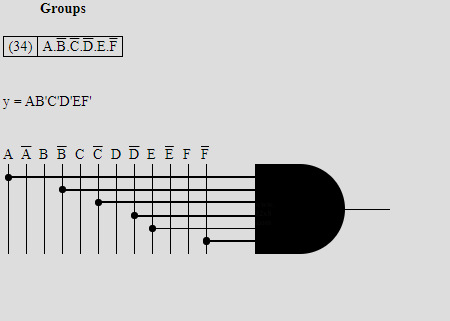 Groups
(34) A.B̅.C̅.D̅.E.F̅
y = AB'C'D'EF'
A A̅ B B̅ C C̅ D D̅ E E̅ F F̅